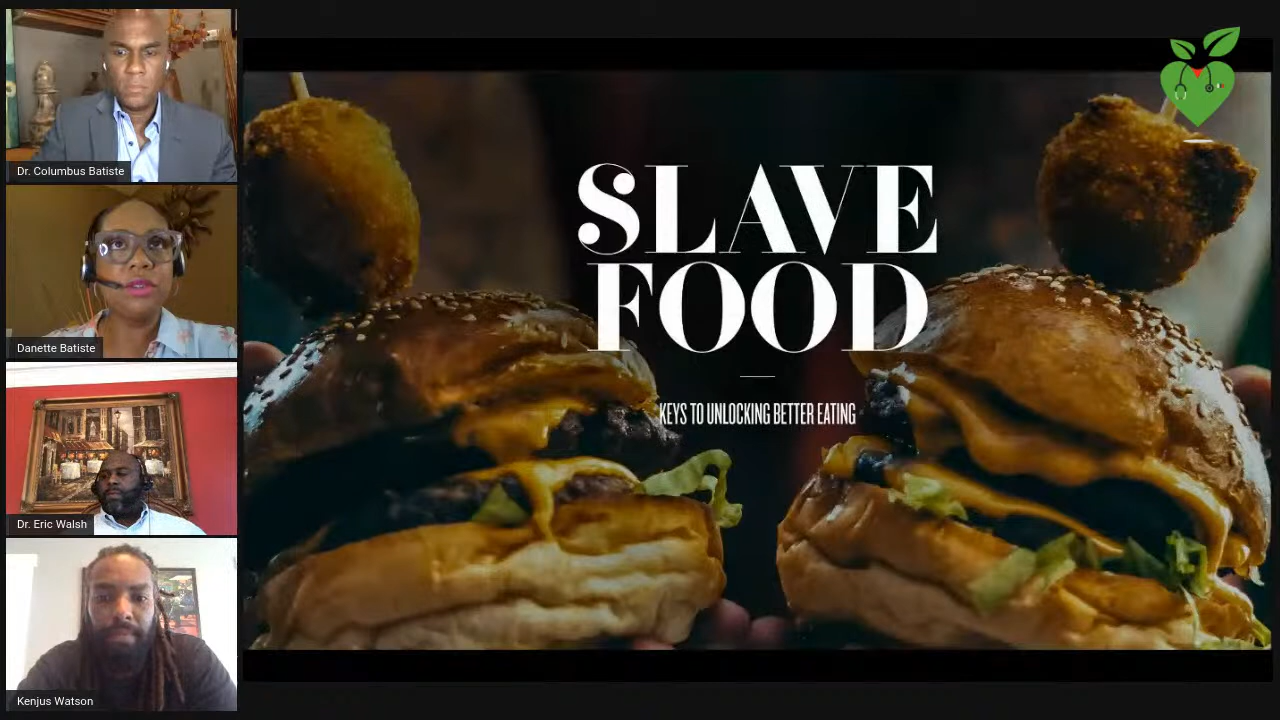 Dr. Columbus Batiste
Danette Batiste
Dr. Eric Walsh
Kenjus Watson
SLAVE
FOOD
KEYS TO UNLOCKING BETTER EATING